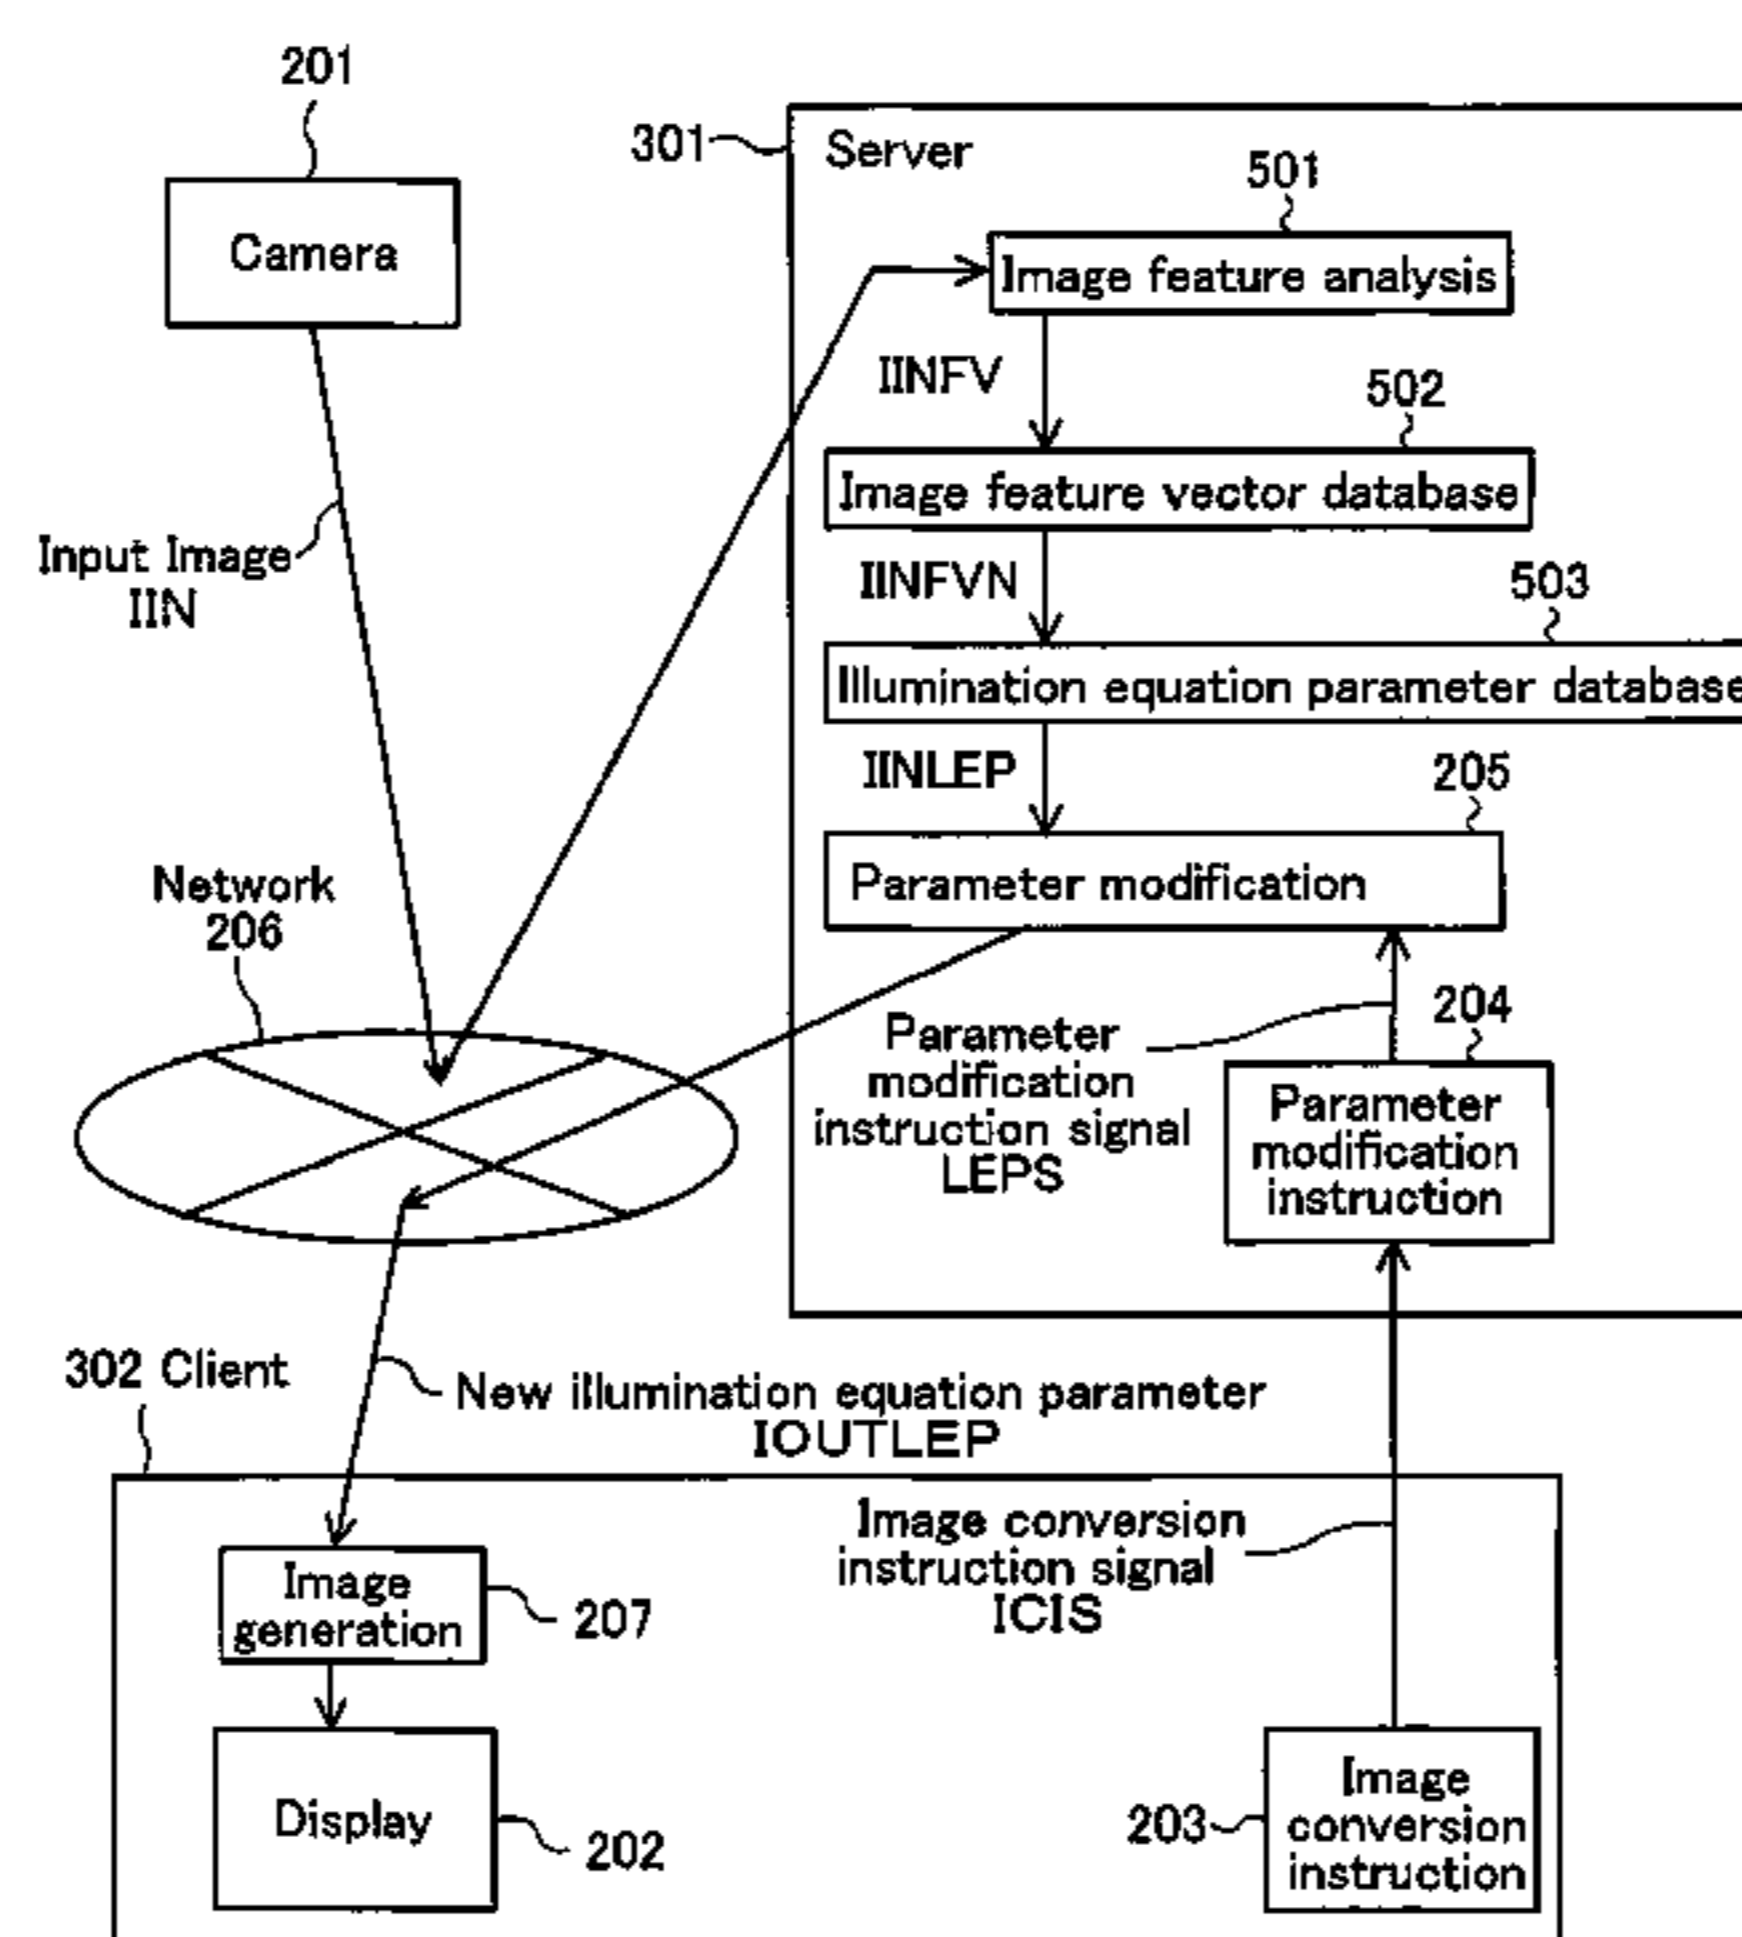 201
Camera
Input Image
IIN
Network
206
301
Server
501
Image feature analysis
IINFV
502
Image feature vector database
IINFVN
503
Illumination equation parameter database
IINLEP
205
Parameter modification
Parameter
modification
instruction signal
LEPS
204
Parameter
modification
instruction
302 Client
New illumination equation parameter
IOUTLEP
Image conversion
instruction signal
ICIS
Image
generation
207
Display
202
203
Image
conversion
instruction